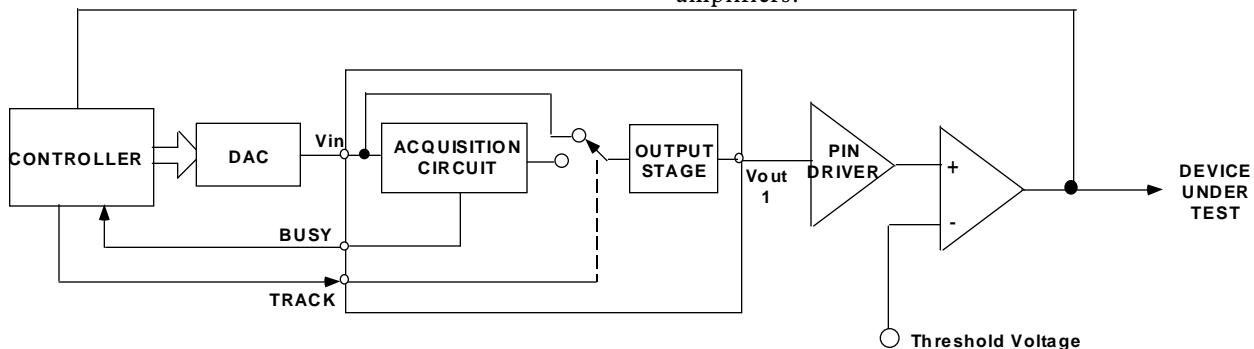 amplifiers.
CONTROLLER
DAC
Vin
ACQUISITION
CIRCUIT
OUTPUT
STAGE
Vout
1
PIN
DRIVER
+
-
DEVICE
UNDER
TEST
BUSY
TRACK
Threshold Voltage